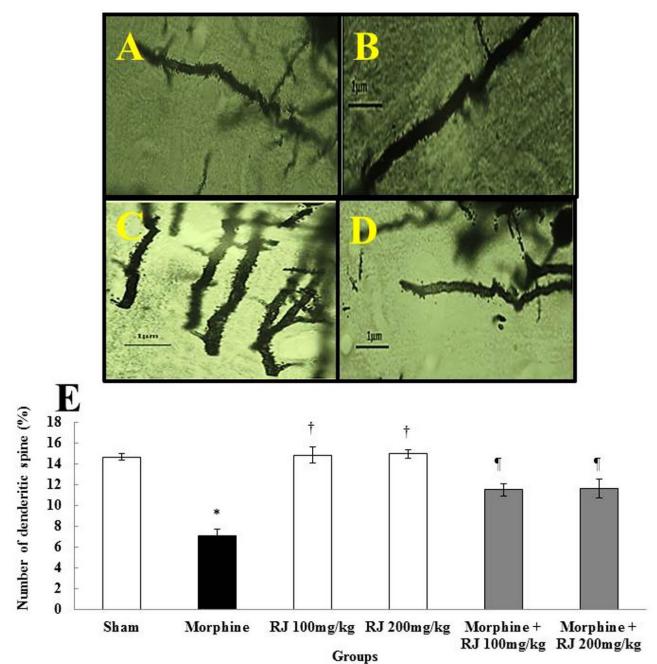 A
B
1µm
C
1µm
D
1µm
E
Number of denderitic spine (%)
18
16
14
12
10
8
6
4
2
0
*
†
†
¶
¶
Sham
Morphine
RJ 100mg/kg
RJ 200mg/kg
Morphine +
RJ 100mg/kg
Morphine +
RJ 200mg/kg
Groups